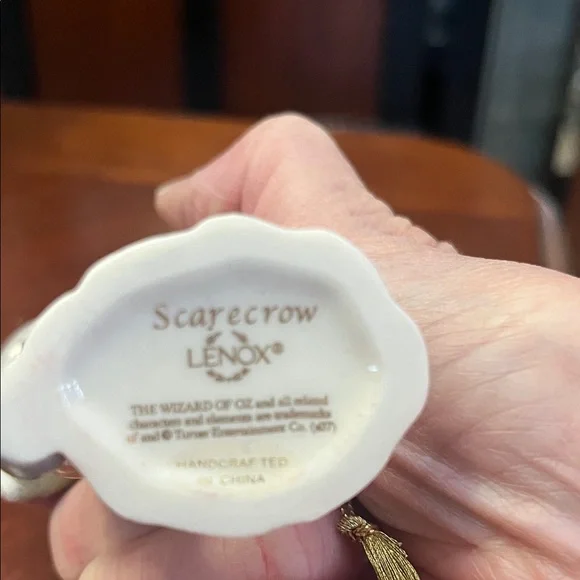 Scarecrow
LENOX®
THE WIZARD OF OZ and all related
characters and elements are trademarks
of and © Turner Entertainment Co. (s07)
HANDCRAFTED
IN CHINA